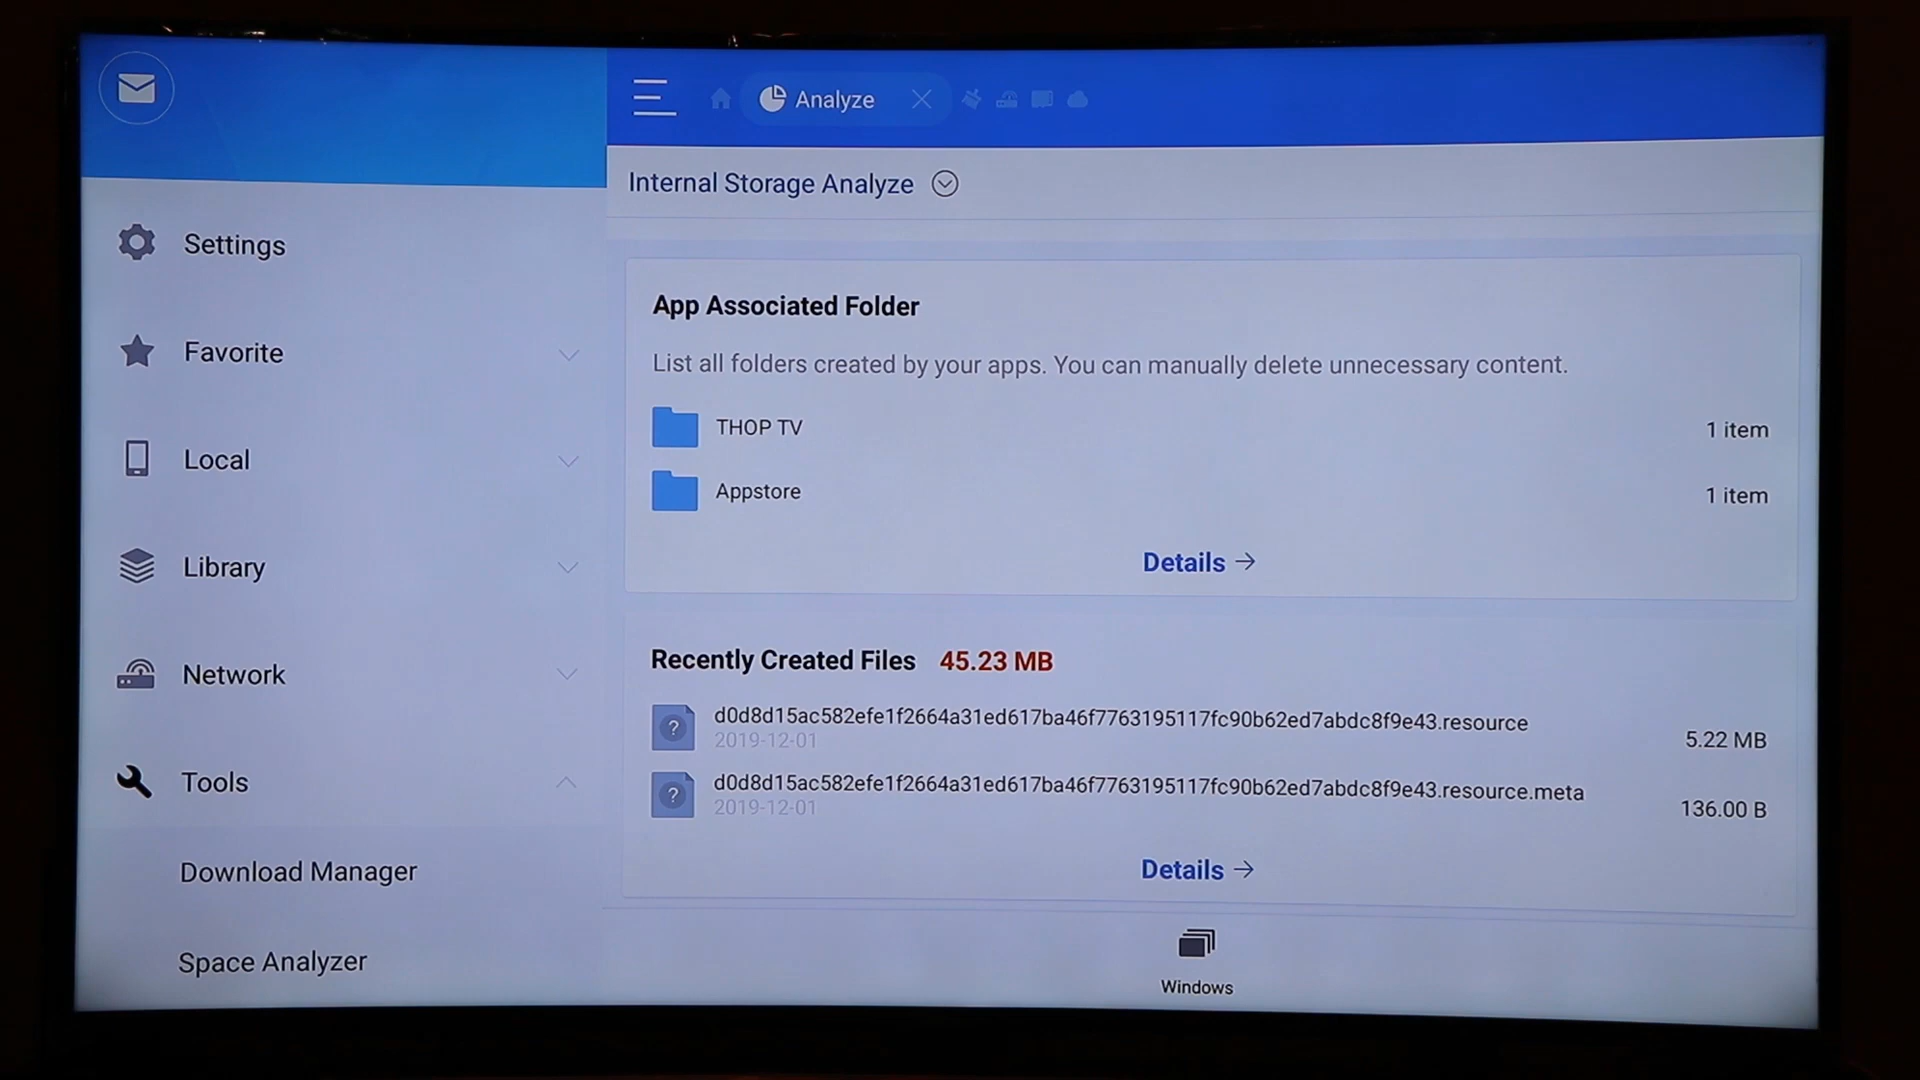 Analyze
Internal Storage Analyze
Settings
Favorite
Local
Library
Network
Tools
Download Manager
Space Analyzer
App Associated Folder
List all folders created by your apps. You can manually delete unnecessary content.
THOP TV 1 item
Appstore 1 item
Details →
Recently Created Files 45.23 MB
d0d8d15ac582efe1f2664a31ed617ba46f7763195117fc90b62ed7abdc8f9e43.resource
2019-12-01
5.22 MB
d0d8d15ac582efe1f2664a31ed617ba46f7763195117fc90b62ed7abdc8f9e43.resource.meta
2019-12-01
136.00 B
Details →
Windows